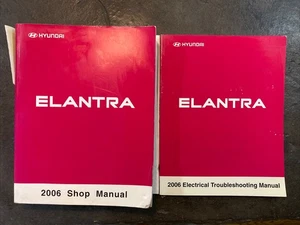 HYUNDAI
ELANTRA
2006 Shop Manual
HYUNDAI
ELANTRA
2006 Electrical Troubleshooting Manual